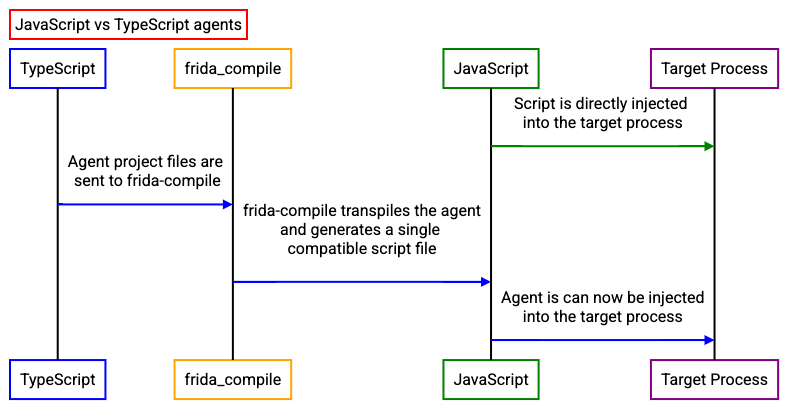 JavaScript vs TypeScript agents
TypeScript
frida_compile
JavaScript
Target Process
Script is directly injected
into the target process
Agent project files are
sent to frida-compile
frida-compile transpiles the agent
and generates a single
compatible script file
Agent is can now be injected
into the target process
TypeScript
frida_compile
JavaScript
Target Process